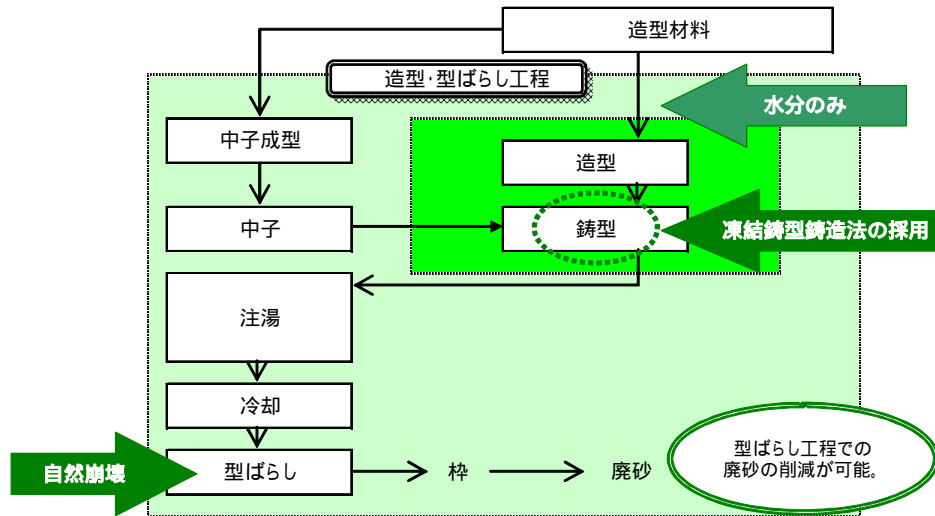 造型材料
造型・型ばらし工程
水分のみ
中子成型
造型
中子
鋳型
凍結鋳型鋳造法の採用
注湯
冷却
自然崩壊
型ばらし
枠
廃砂
型ばらし工程での
廃砂の削減が可能。